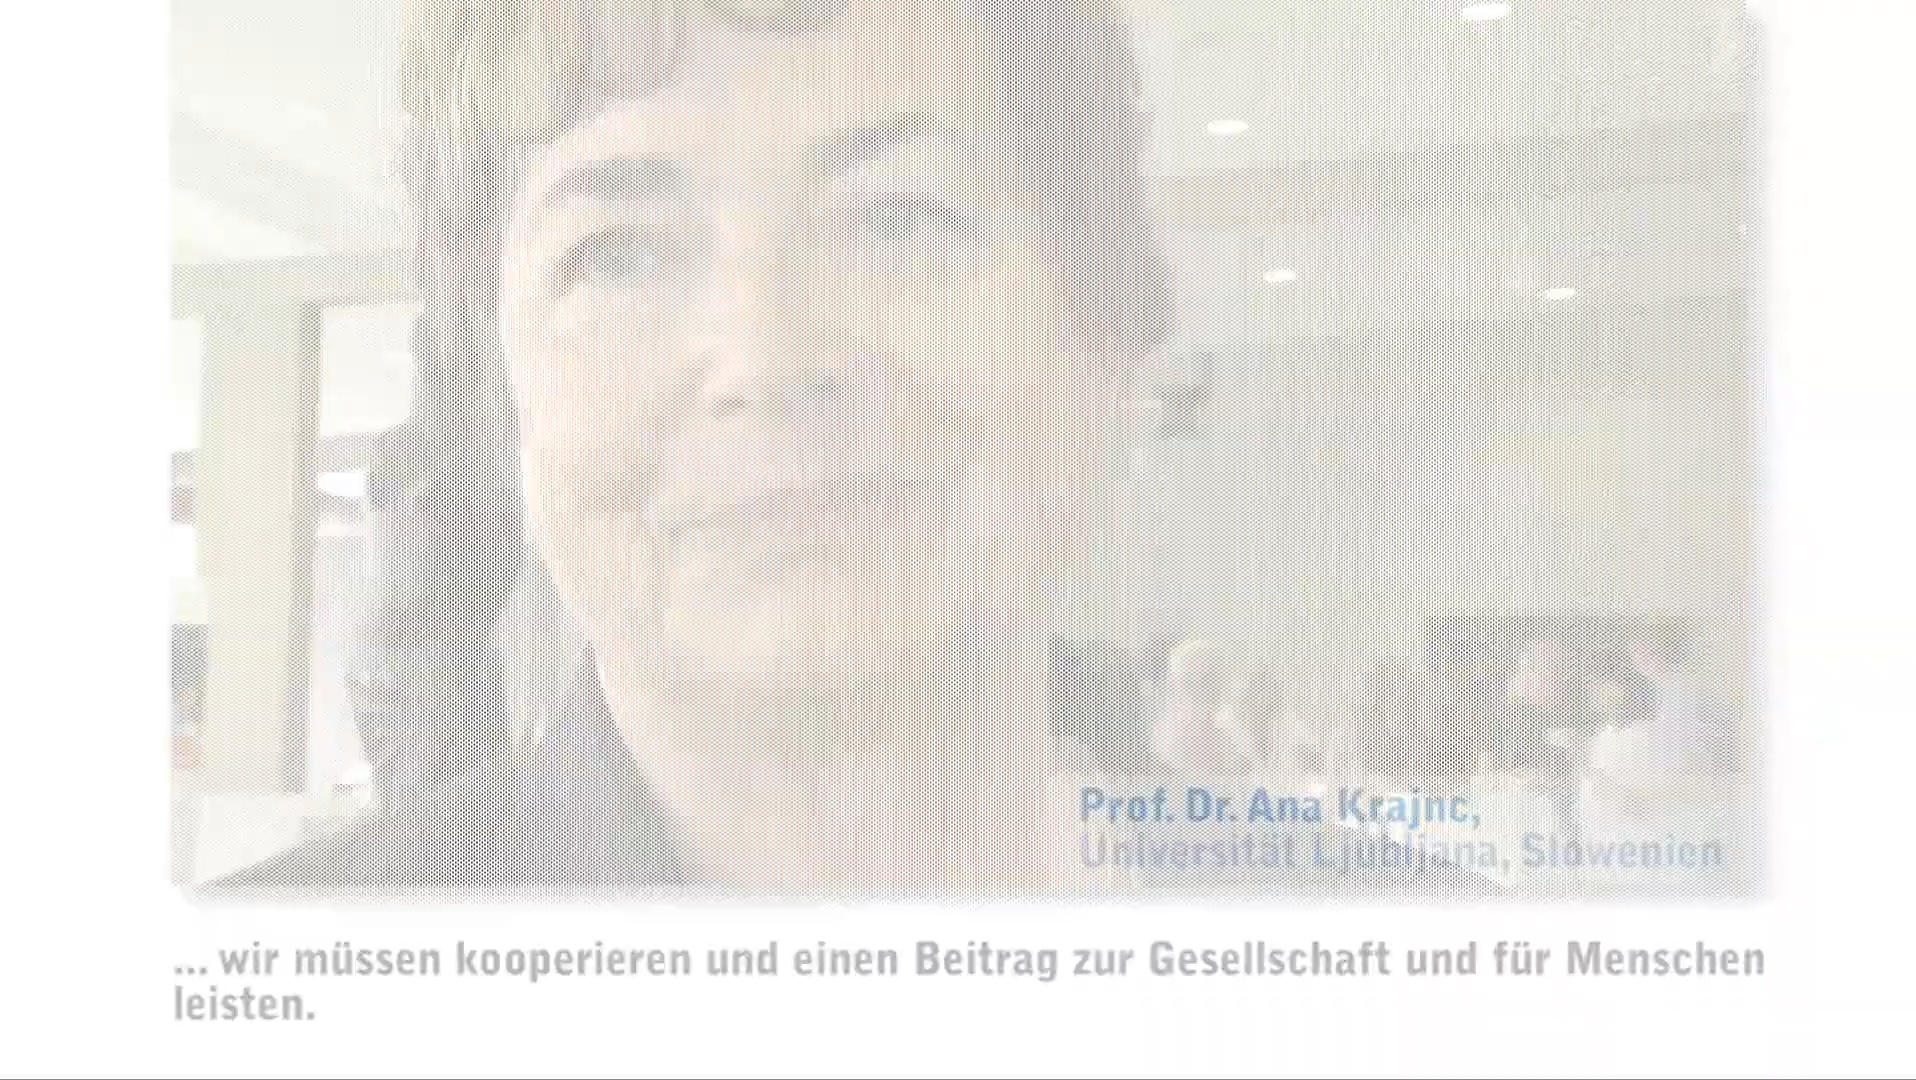 Prof. Dr. Ana Krajnc,
Universität Ljubljana, Slowenien
... wir müssen kooperieren und einen Beitrag zur Gesellschaft und für Menschen
leisten.